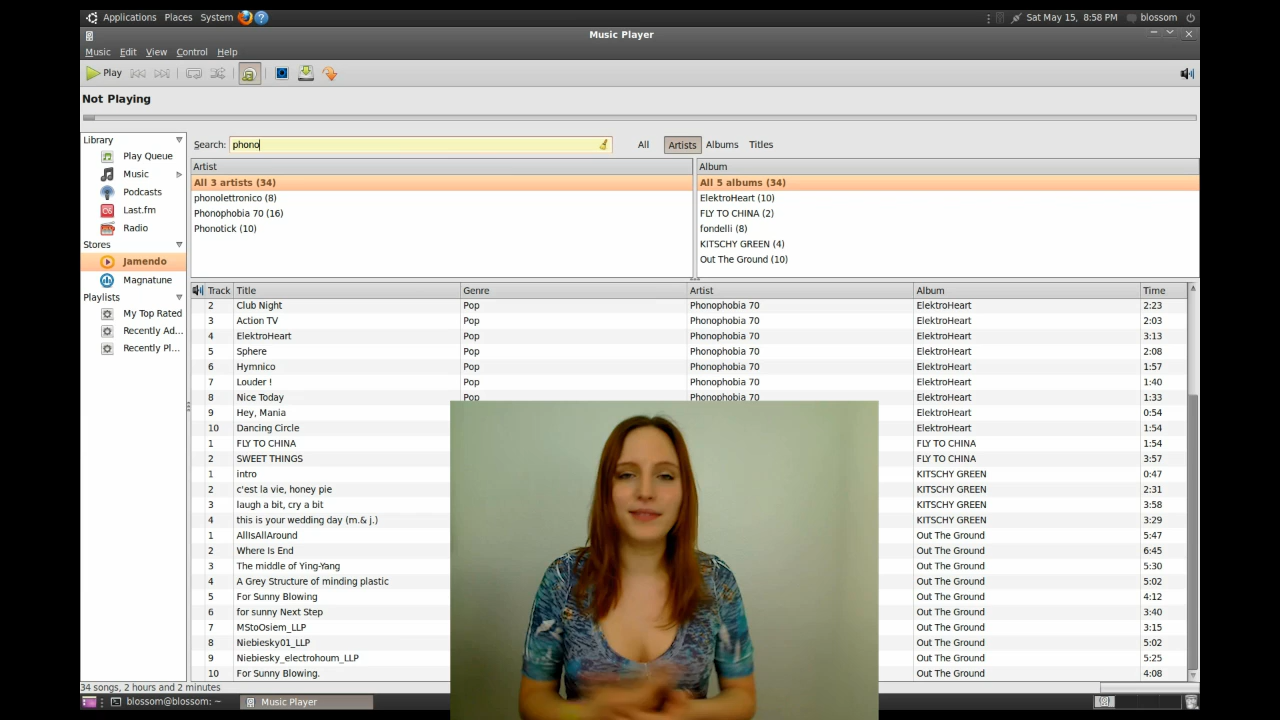 Applications Places System Sat May 15, 8:58 PM blossom
Music Player
Music Edit View Control Help
Play
Not Playing
Library
Play Queue
Music
Podcasts
Last.fm
Radio
Stores
Jamendo
Magnatune
Playlists
My Top Rated
Recently Ad...
Recently Pl...
Search: phono All Artists Albums Titles
Artist
All 3 artists (34)
phonolettronico (8)
Phonophobia 70 (16)
Phonotick (10)
Album
All 5 albums (34)
ElektroHeart (10)
FLY TO CHINA (2)
fondelli (8)
KITSCHY GREEN (4)
Out The Ground (10)
Track Title Genre Artist Album Time
2 Club Night Pop Phonophobia 70 ElektroHeart 2:23
3 Action TV Pop Phonophobia 70 ElektroHeart 2:03
4 ElektroHeart Pop Phonophobia 70 ElektroHeart 3:13
5 Sphere Pop Phonophobia 70 ElektroHeart 2:08
6 Hymnico Pop Phonophobia 70 ElektroHeart 1:57
7 Louder ! Pop Phonophobia 70 ElektroHeart 1:40
8 Nice Today Pop Phonophobia 70 ElektroHeart 1:33
9 Hey, Mania ElektroHeart 0:54
10 Dancing Circle ElektroHeart 1:54
1 FLY TO CHINA FLY TO CHINA 1:54
2 SWEET THINGS FLY TO CHINA 3:57
1 intro KITSCHY GREEN 0:47
2 c'est la vie, honey pie KITSCHY GREEN 2:31
3 laugh a bit, cry a bit KITSCHY GREEN 3:58
4 this is your wedding day (m.& j.) KITSCHY GREEN 3:29
1 AllIsAllAround Out The Ground 5:47
2 Where Is End Out The Ground 6:45
3 The middle of Ying-Yang Out The Ground 5:30
4 A Grey Structure of minding plastic Out The Ground 5:02
5 For Sunny Blowing Out The Ground 4:12
6 for sunny Next Step Out The Ground 3:40
7 MStoOsiem_LLP Out The Ground 3:15
8 Niebiesky01_LLP Out The Ground 5:02
9 Niebiesky_electrohoum_LLP Out The Ground 5:25
10 For Sunny Blowing. Out The Ground 4:08
34 songs, 2 hours and 2 minutes
blossom@blossom: ~ Music Player